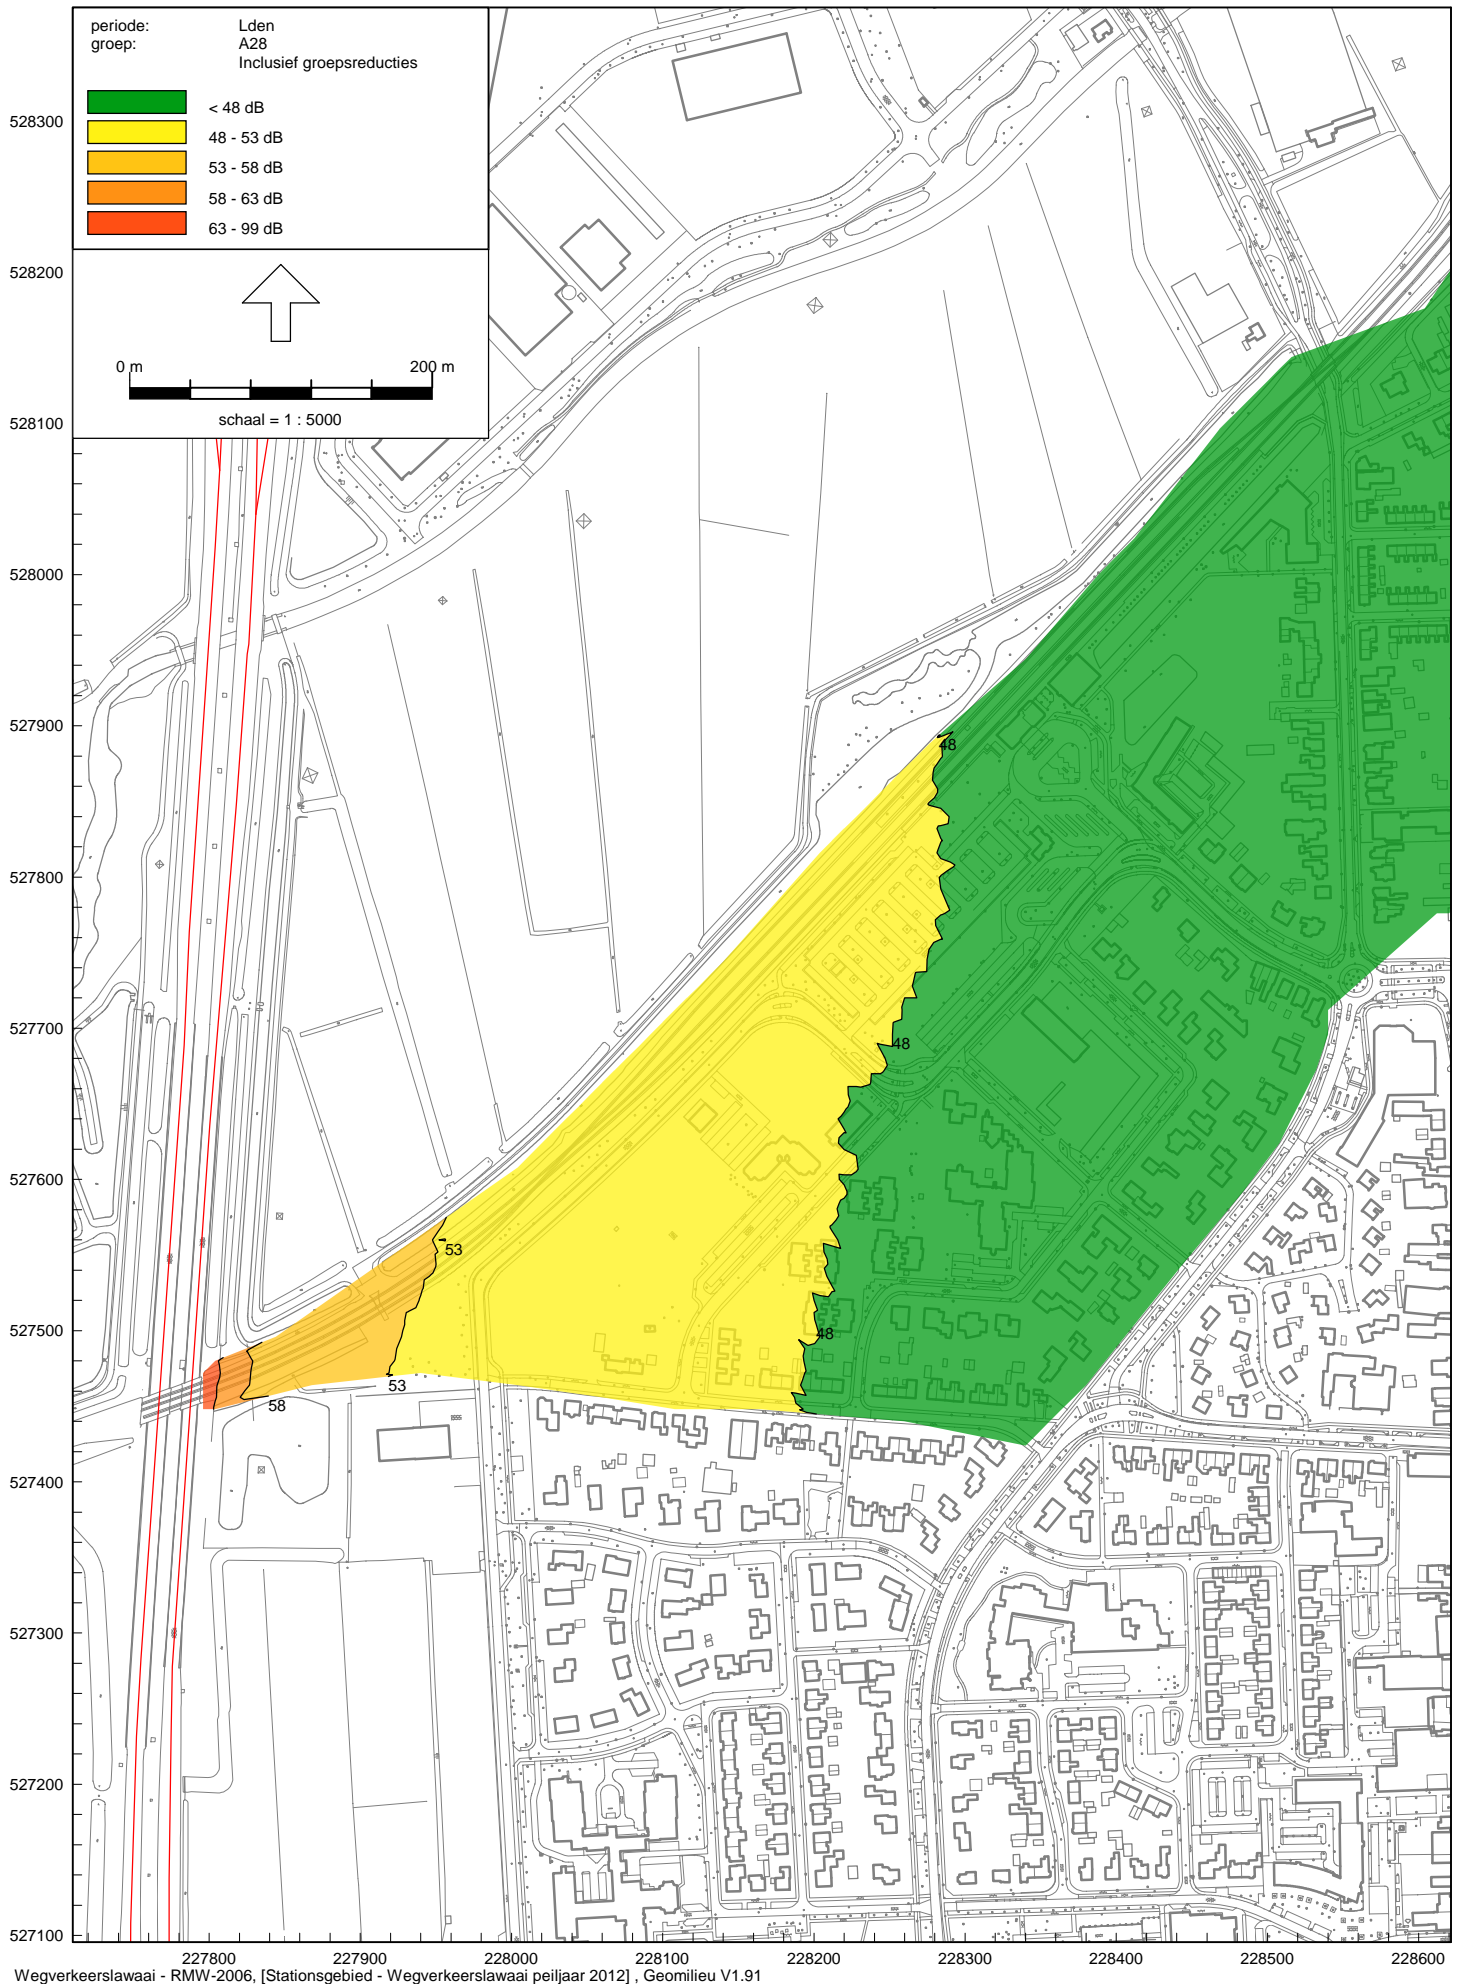 periode: Lden
groep: A28
Inclusief groepsreducties
< 48 dB
48 - 53 dB
53 - 58 dB
58 - 63 dB
63 - 99 dB
0 m 200 m
schaal = 1 : 5000
528300
528200
528100
528000
527900
527800
527700
527600
527500
527400
527300
527200
527100
48
48
53
48
53
58
227800 227900 228000 228100 228200 228300 228400 228500 228600
Wegverkeerslawaai - RMW-2006, [Stationsgebied - Wegverkeerslawaai peiljaar 2012] , Geomilieu V1.91